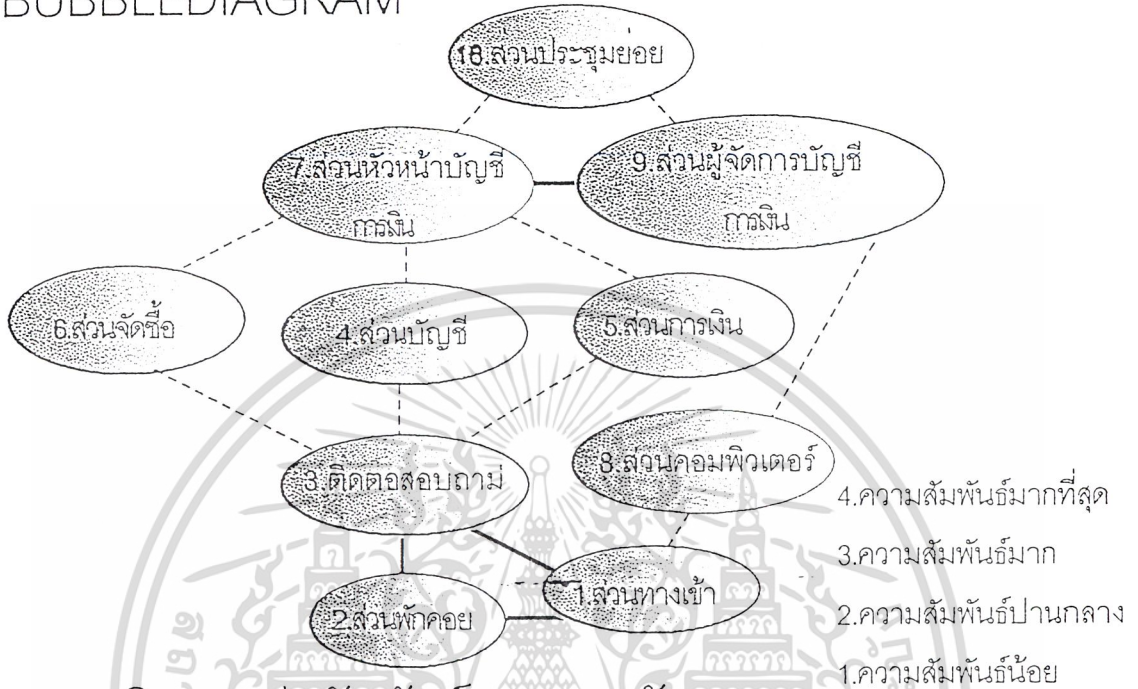 BUBBLEDIAGRAM
18.ส่วนประชุมย่อย
7.ส่วนหัวหน้าบัญชี
การเงิน
9.ส่วนผู้จัดการบัญชี
การเงิน
6.ส่วนจัดซื้อ
4.ส่วนบัญชี
5.ส่วนการเงิน
3.ติดตอสอบถาม่
8.ส่วนคอมพิวเตอร์
4.ความสัมพันธ์มากที่สุด
3.ความสัมพันธ์มาก
1.ส่วนทางเข้า
2.ส่วนพักคอย
2.ความสัมพันธ์ปานกลาง
1.ความสัมพันธ์น้อย